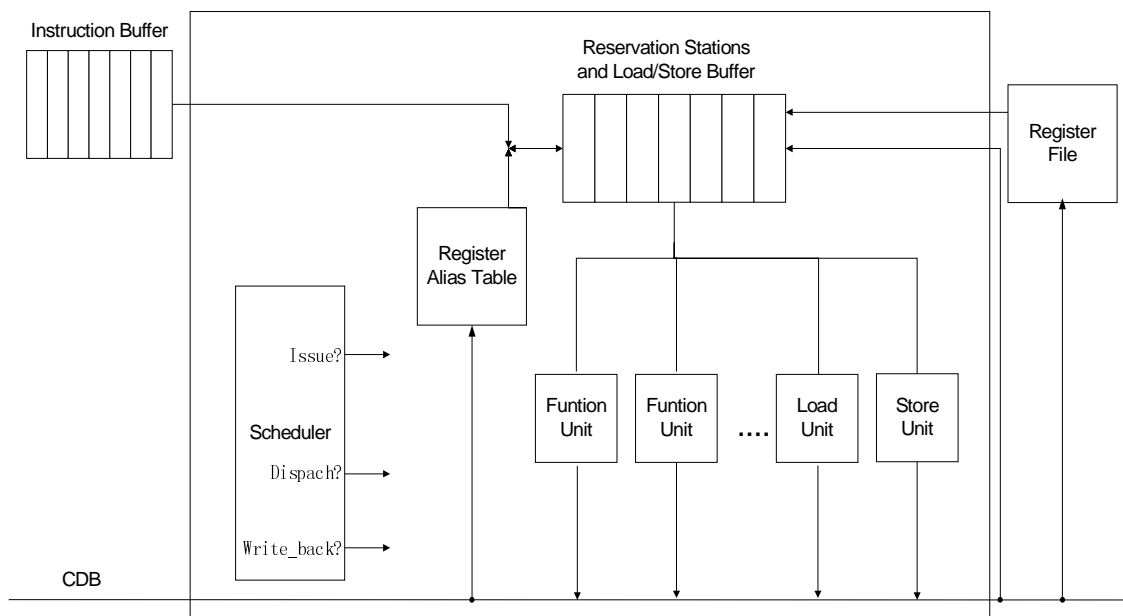 Instruction Buffer
Reservation Stations
and Load/Store Buffer
Register
File
Register
Alias Table
Issue?
Scheduler
Dispach?
Write_back?
Funtion
Unit
Funtion
Unit
....
Load
Unit
Store
Unit
CDB